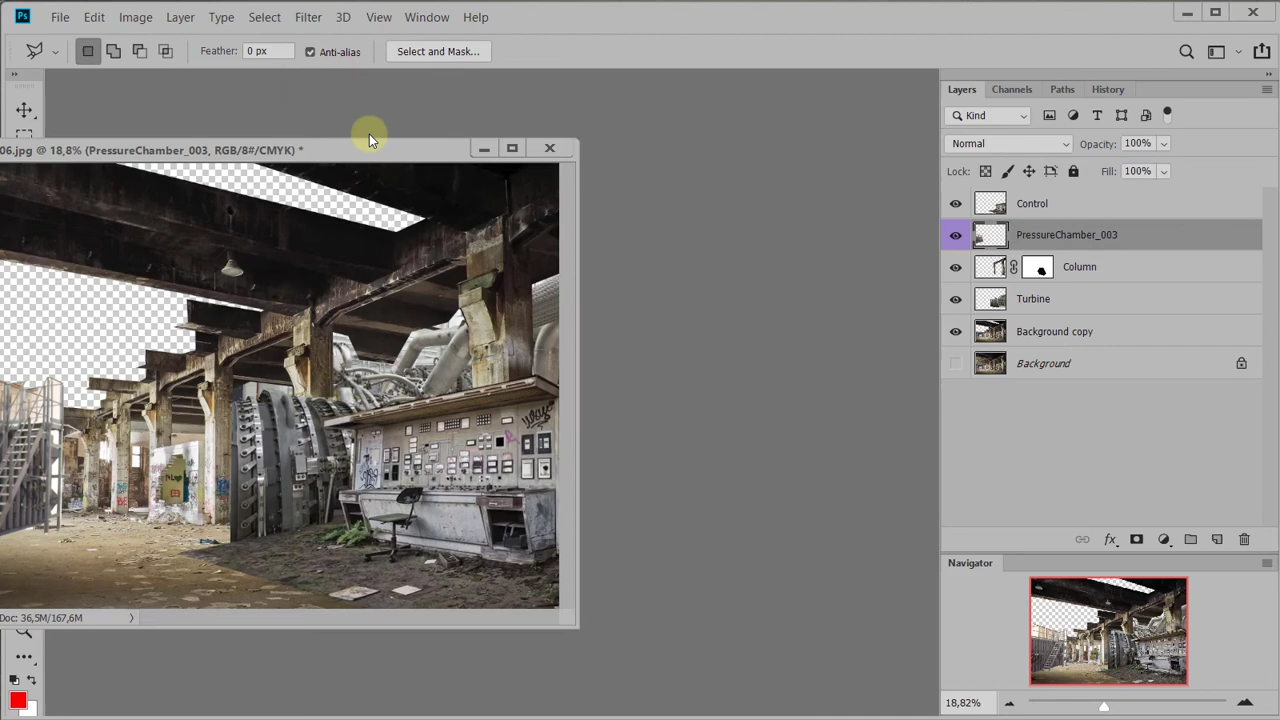 Ps File Edit Image Layer Type Select Filter 3D View Window Help
Feather: 0 px Anti-alias Select and Mask...
Layers Channels Paths History
Kind
06.jpg @ 18,8% (PressureChamber_003, RGB/8#/CMYK) *
Normal Opacity: 100%
Lock: Fill: 100%
Control
PressureChamber_003
Column
Turbine
Background copy
Background
fx
Navigator
Doc: 36,5M/167,6M
18,82%